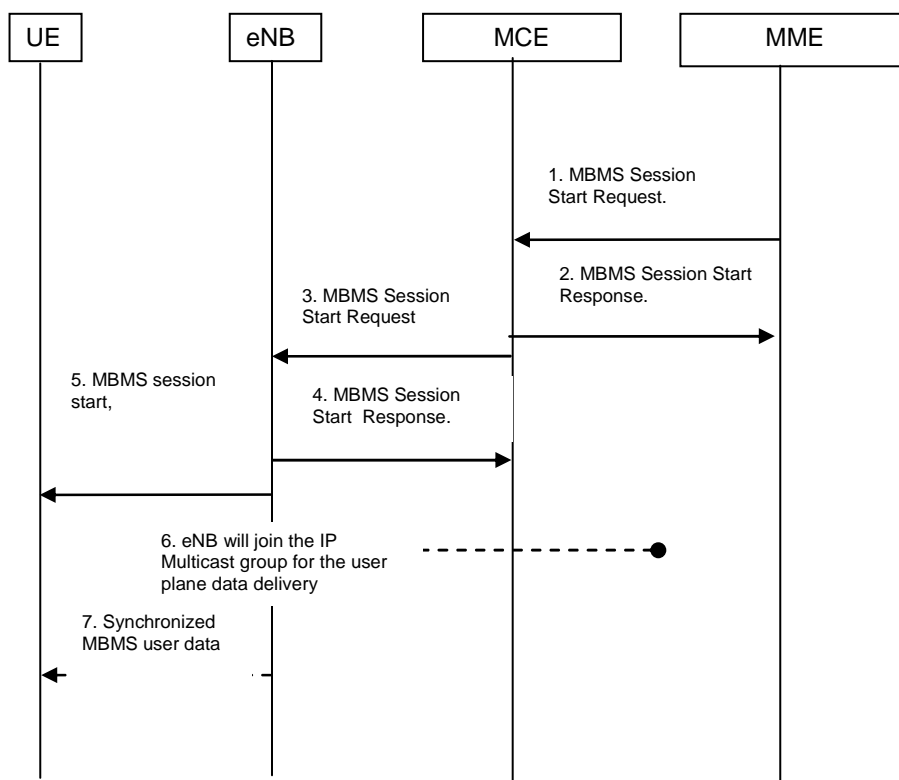 UE
eNB
MCE
MME
1. MBMS Session
Start Request.
2. MBMS Session Start
Response.
3. MBMS Session
Start Request
4. MBMS Session
Start  Response.
5. MBMS session
start,
6. eNB will join the IP
Multicast group for the user
plane data delivery
7. Synchronized
MBMS user data